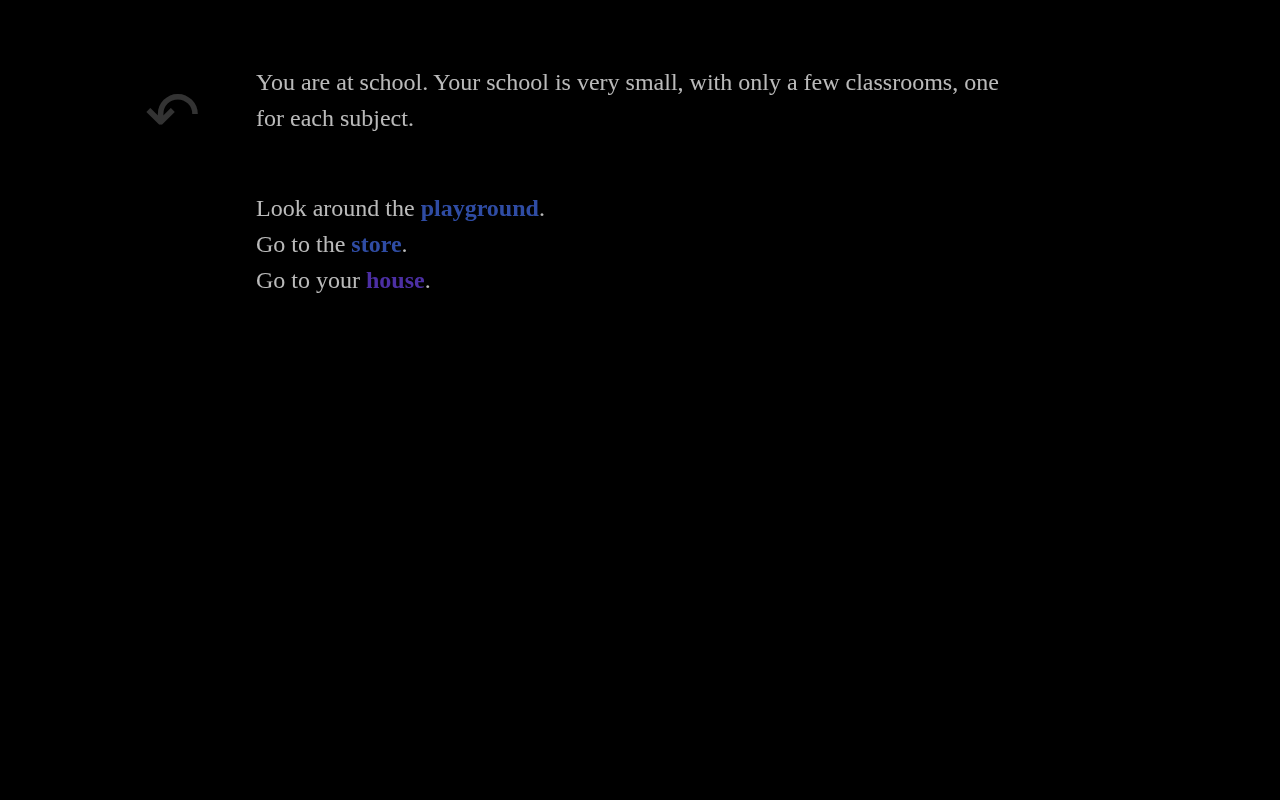 You are at school. Your school is very small, with only a few classrooms, one
for each subject.
Look around the playground.
Go to the store.
Go to your house.